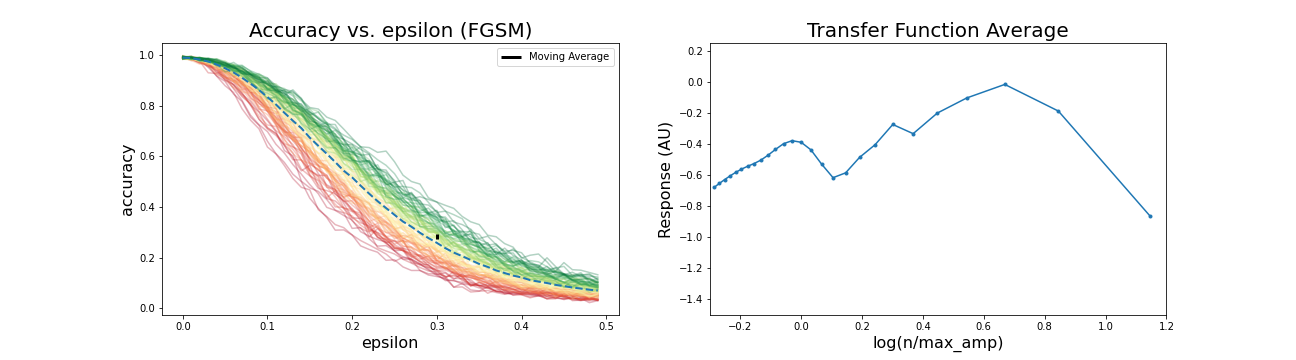 Accuracy vs. epsilon (FGSM)
Moving Average
accuracy
1.0
0.8
0.6
0.4
0.2
0.0
0.0 0.1 0.2 0.3 0.4 0.5
epsilon
Transfer Function Average
Response (AU)
0.2
0.0
−0.2
−0.4
−0.6
−0.8
−1.0
−1.2
−1.4
−0.2 0.0 0.2 0.4 0.6 0.8 1.0 1.2
log(n/max_amp)